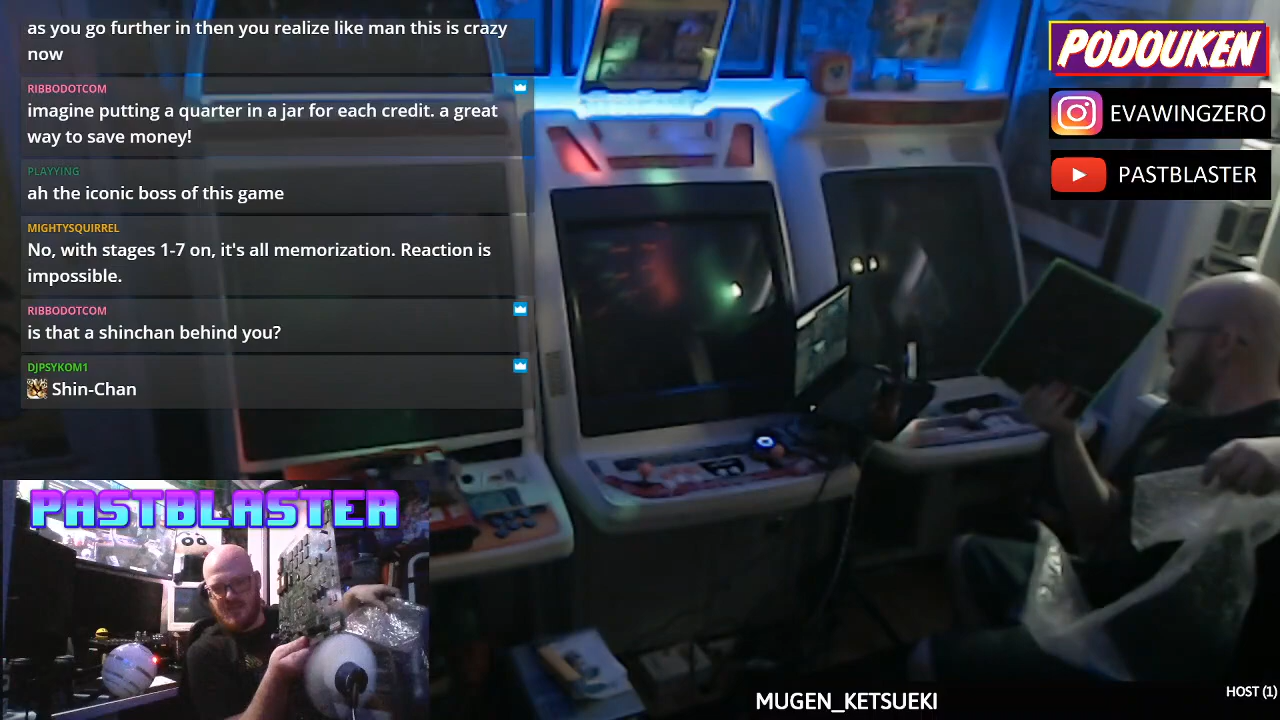 as you go further in then you realize like man this is crazy
now
RIBBODOTCOM
imagine putting a quarter in a jar for each credit. a great
way to save money!
PLAYYING
ah the iconic boss of this game
MIGHTYSQUIRREL
No, with stages 1-7 on, it's all memorization. Reaction is
impossible.
RIBBODOTCOM
is that a shinchan behind you?
DJPSYKOM1
Shin-Chan
PODOUKEN
EVAWINGZERO
PASTBLASTER
PASTBLASTER
MUGEN_KETSUEKI
HOST (1)